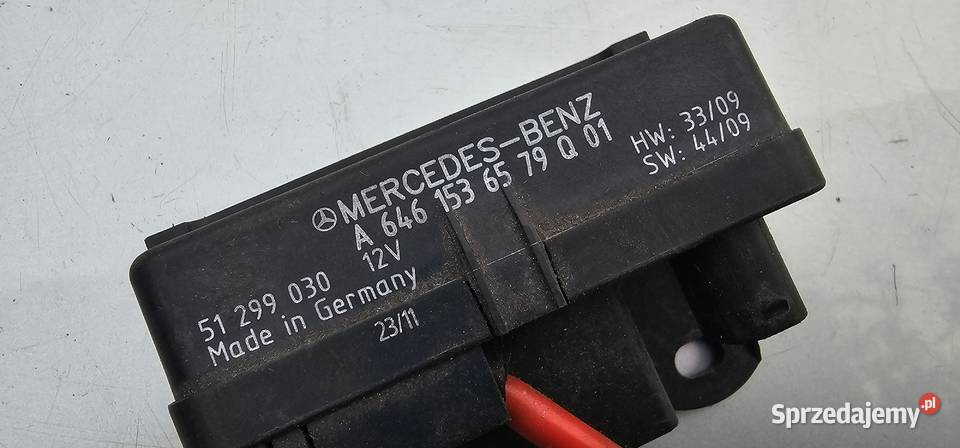 MERCEDES-BENZ
A 646 153 65 79 Q 01
HW: 33/09
SW: 44/09
12V
51 299 030
Made in Germany
23/11
Sprzedajemy.pl